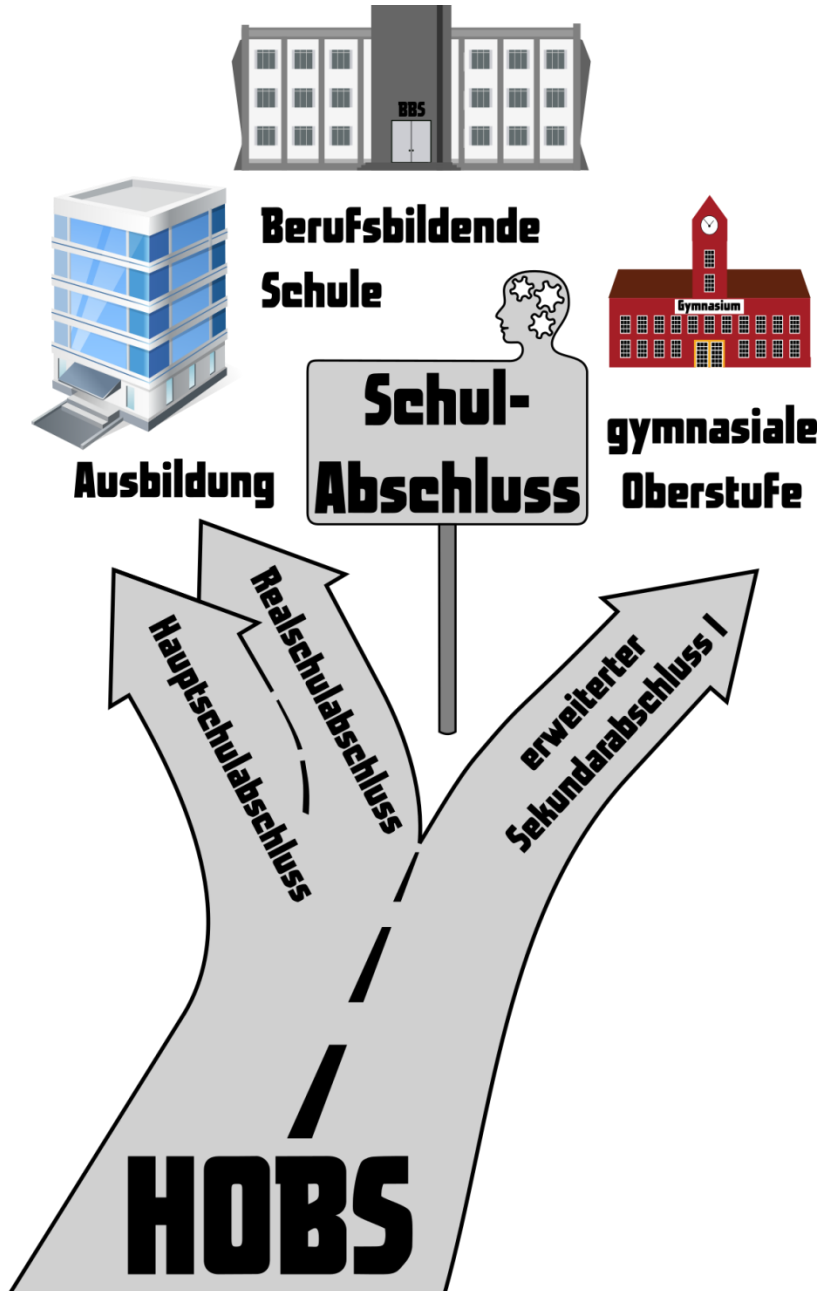 BBS
Berufsbildende
Schule
Gymnasium
Schul-
Abschluss
gymnasiale
Oberstufe
Ausbildung
Hauptschulabschluss
Realschulabschluss
erweiterter
Sekundarabschluss I
HOBS